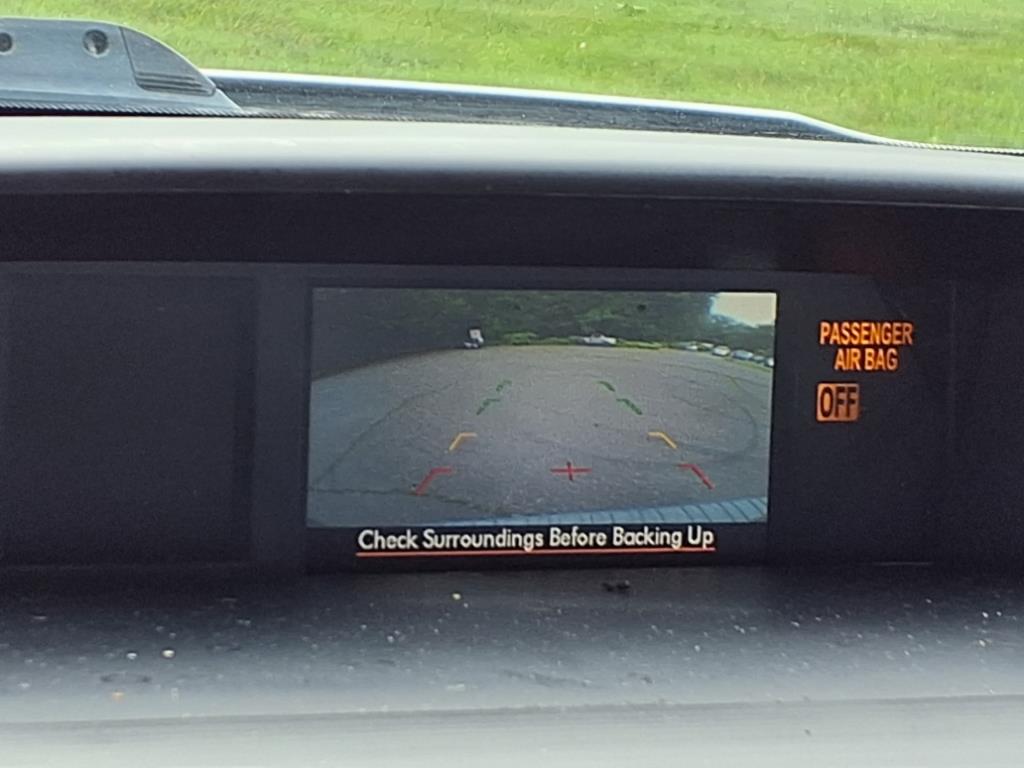 PASSENGER
AIR BAG
OFF
Check Surroundings Before Backing Up